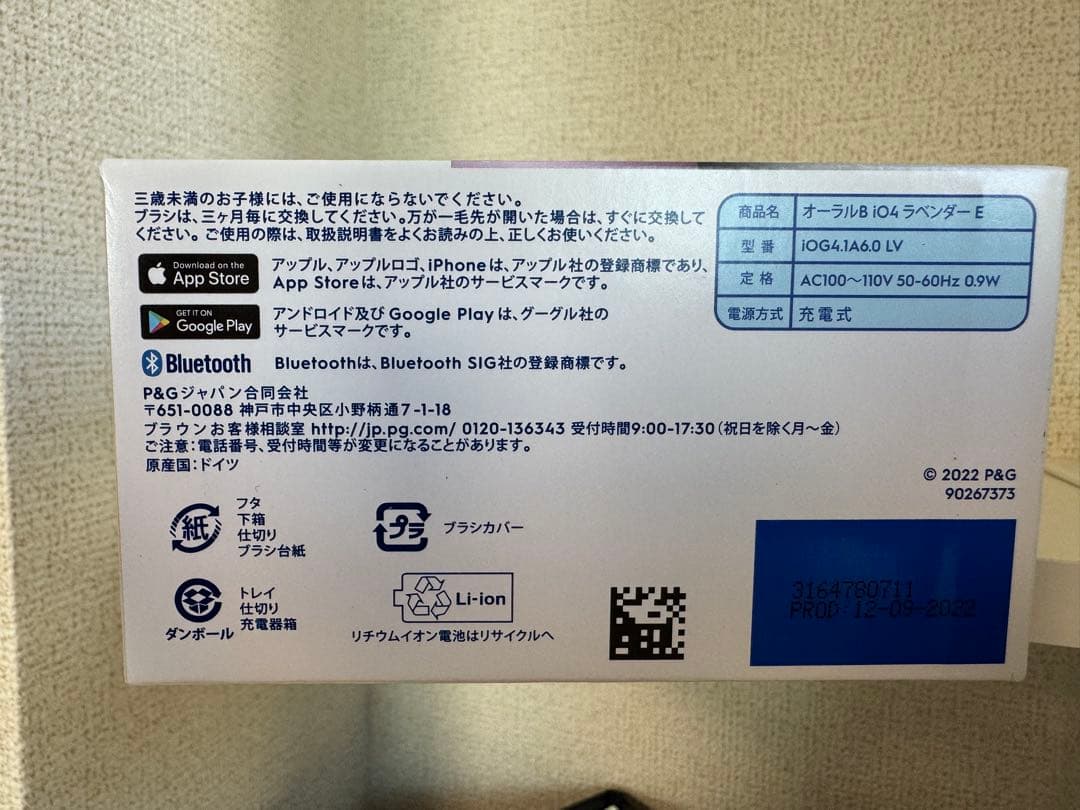 三歳未満のお子様には、ご使用にならないでください。
ブラシは、三ヶ月毎に交換してください。万が一毛先が開いた場合は、すぐに交換して
ください。ご使用の際は、取扱説明書をよくお読みの上、正しくお使いください。
Download on the
App Store
アップル、アップルロゴ、iPhoneは、アップル社の登録商標であり、
App Storeは、アップル社のサービスマークです。
GET IT ON
Google Play
アンドロイド及び Google Play は、グーグル社の
サービスマークです。
Bluetooth
Bluetoothは、Bluetooth SIG社の登録商標です。
P&Gジャパン合同会社
〒651-0088 神戸市中央区小野柄通7-1-18
ブラウンお客様相談室 http://jp.pg.com/ 0120-136343 受付時間9:00-17:30(祝日を除く月〜金)
ご注意:電話番号、受付時間等が変更になることがあります。
原産国:ドイツ
商品名 オーラルB iO4 ラベンダー E
型番 iOG4.1A6.0 LV
定格 AC100〜110V 50-60Hz 0.9W
電源方式 充電式
© 2022 P&G
90267373
紙
フタ
下箱
仕切り
ブラシ台紙
プラ
ブラシカバー
ダンボール
トレイ
仕切り
充電器箱
Li-ion
リチウムイオン電池はリサイクルへ
3164780711
PROD:12-09-2022